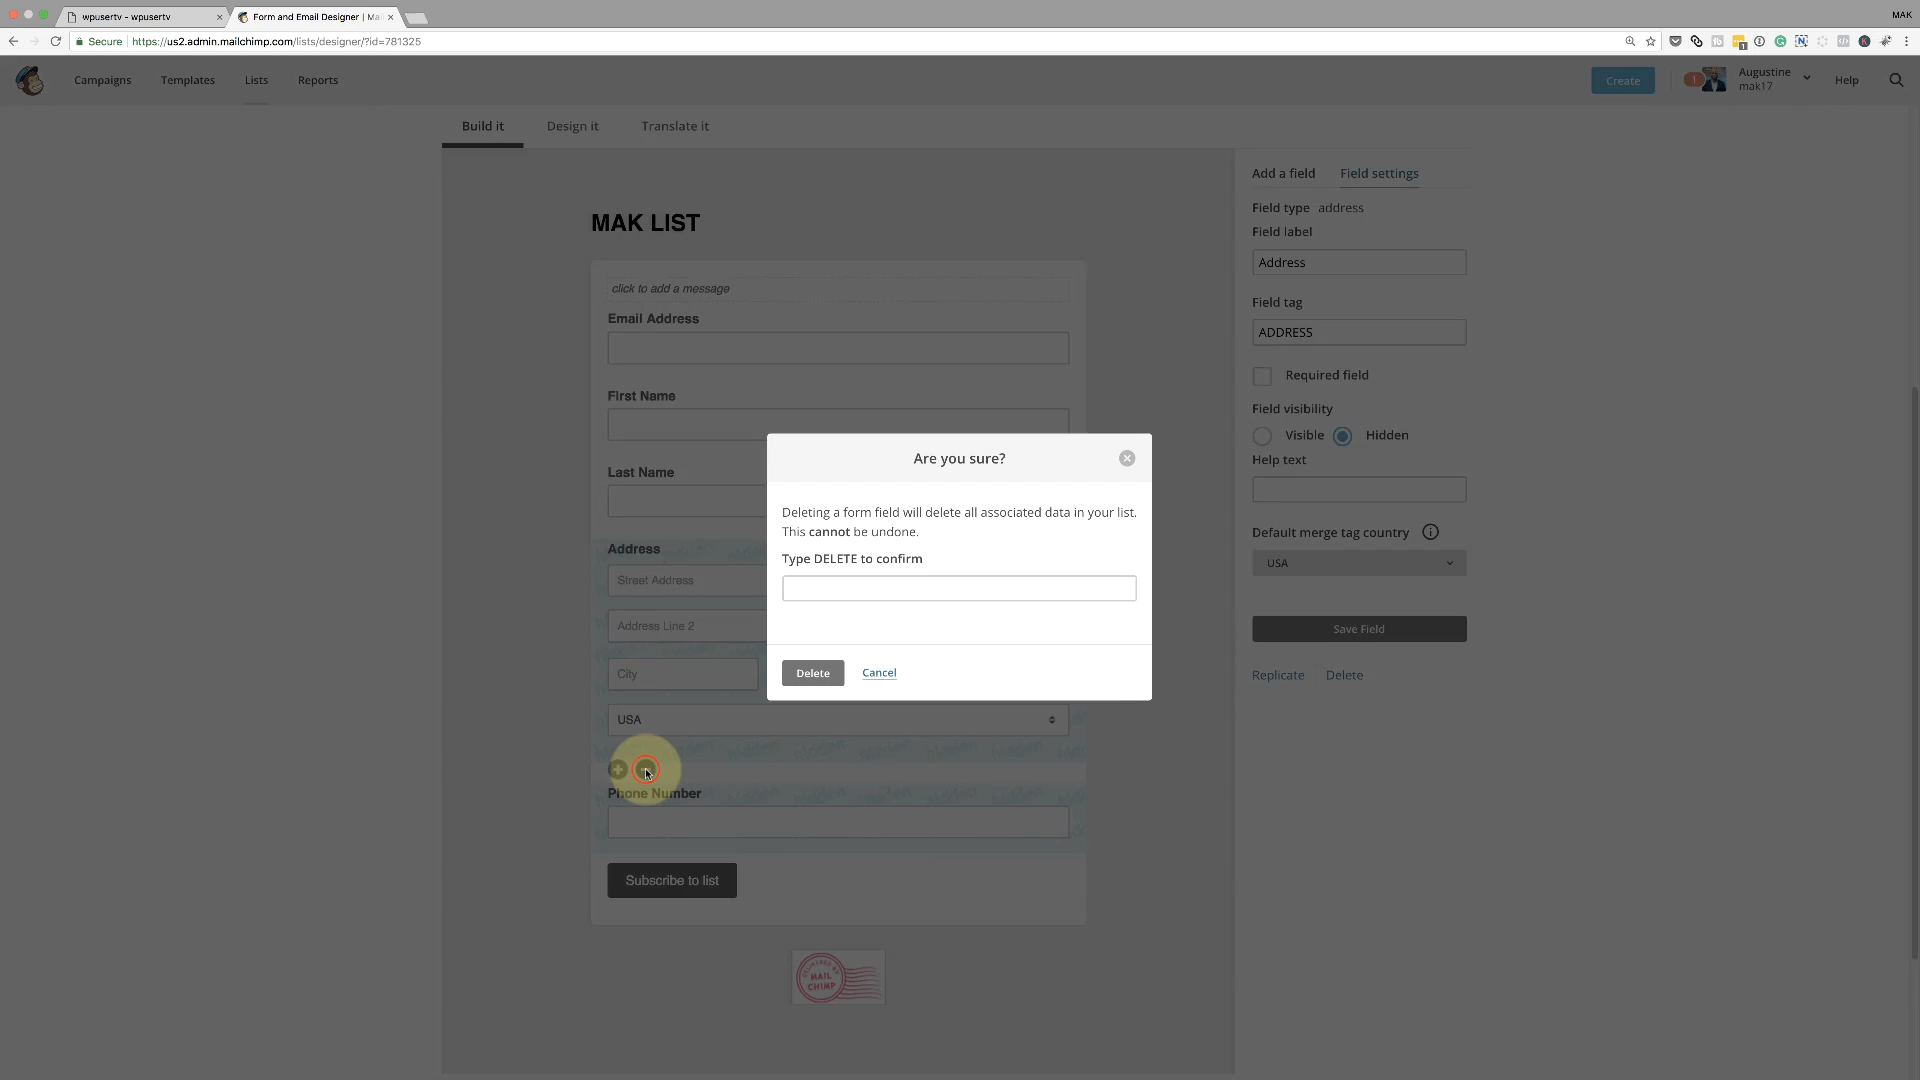 wpusertv - wpusertv
Form and Email Designer | Ma
MAK
Secure https://us2.admin.mailchimp.com/lists/designer/?id=781325
Campaigns
Templates
Lists
Reports
Create
1
Augustine
mak17
Help
Build it
Design it
Translate it
MAK LIST
click to add a message
Email Address
First Name
Last Name
Address
Street Address
Address Line 2
City
USA
Phone Number
Subscribe to list
DELIVERED BY
MAIL
CHIMP
Are you sure?
Deleting a form field will delete all associated data in your list.
This cannot be undone.
Type DELETE to confirm
Delete
Cancel
Add a field
Field settings
Field type address
Field label
Address
Field tag
ADDRESS
Required field
Field visibility
Visible
Hidden
Help text
Default merge tag country
USA
Save Field
Replicate
Delete